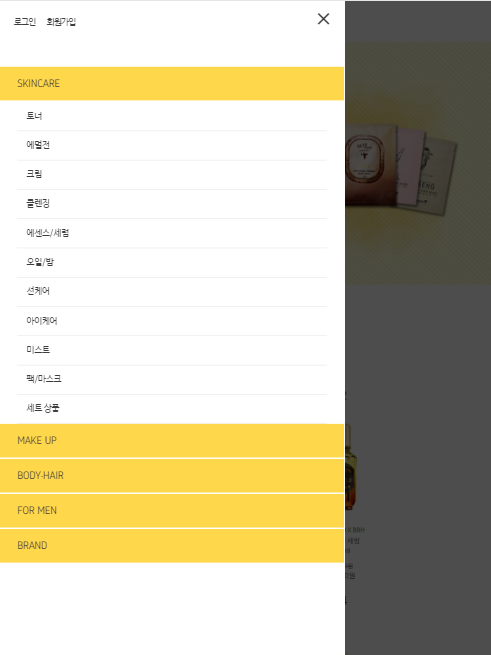 로그인 회원가입
SKINCARE
토너
에멀전
크림
클렌징
에센스/세럼
오일/밤
선케어
아이케어
미스트
팩/마스크
세트 상품
MAKE UP
BODY·HAIR
FOR MEN
BRAND